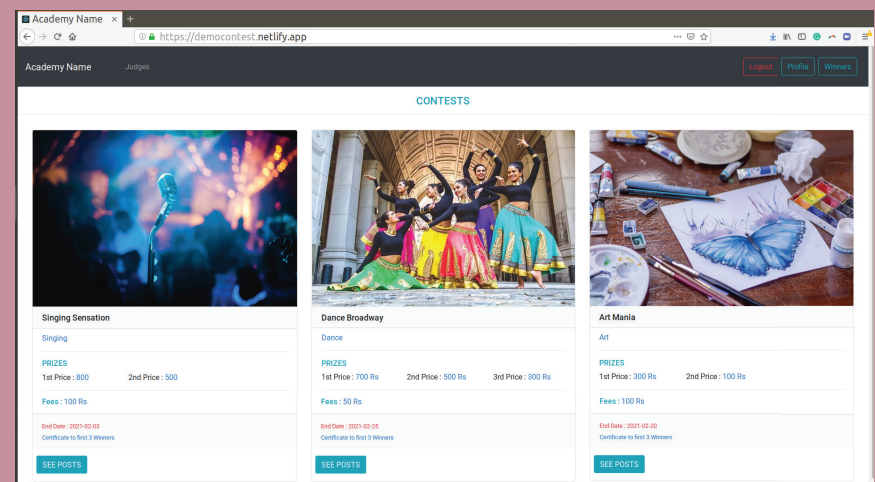 Academy Name
https://democontest.netlify.app
Academy Name Judges Logout Profile Winners
CONTESTS
Singing Sensation
Singing
PRIZES
1st Price : 800 2nd Price : 500
Fees : 100 Rs
End Date : 2021-02-03
Certificate to first 3 Winners
SEE POSTS
Dance Broadway
Dance
PRIZES
1st Price : 700 Rs 2nd Price : 500 Rs 3rd Price : 300 Rs
Fees : 50 Rs
End Date : 2021-02-25
Certificate to first 3 Winners
SEE POSTS
Art Mania
Art
PRIZES
1st Price : 300 Rs 2nd Price : 100 Rs
Fees : 100 Rs
End Date : 2021-02-20
Certificate to first 3 Winners
SEE POSTS